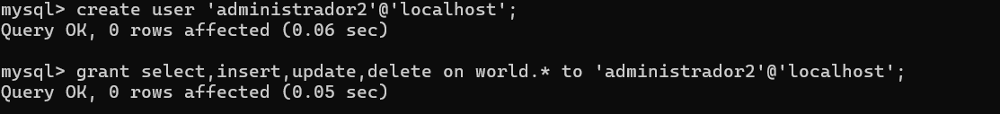 mysql> create user 'administrador2'@'localhost';
Query OK, 0 rows affected (0.06 sec)
mysql> grant select,insert,update,delete on world.* to 'administrador2'@'localhost';
Query OK, 0 rows affected (0.05 sec)